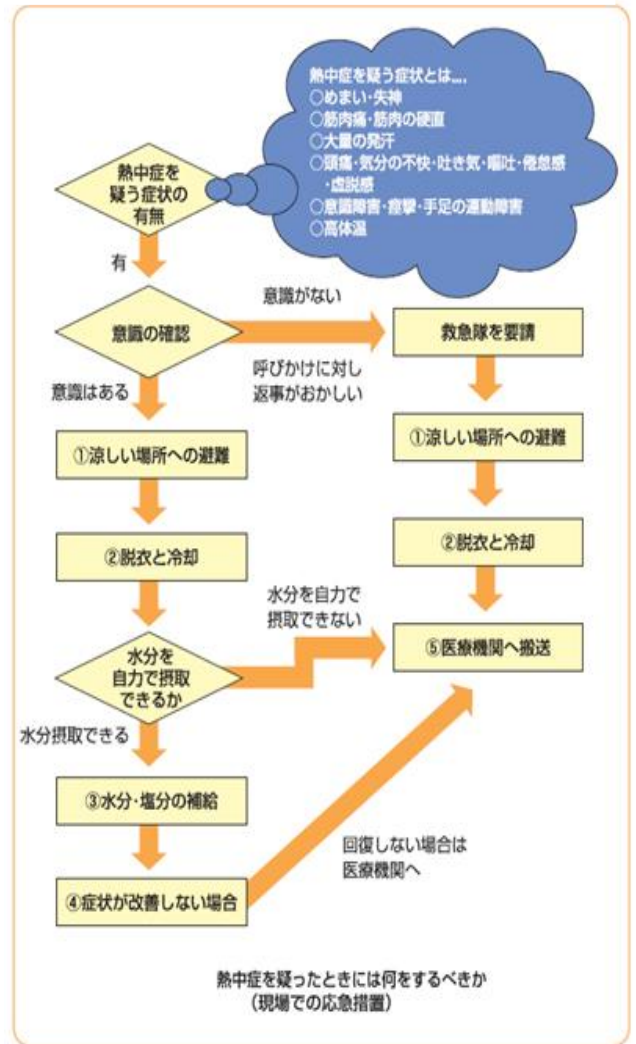 熱中症を疑う症状とは....
○めまい・失神
○筋肉痛・筋肉の硬直
○大量の発汗
○頭痛・気分の不快・吐き気・嘔吐・倦怠感
・虚脱感
○意識障害・痙攣・手足の運動障害
○高体温
熱中症を
疑う症状の
有無
有
意識の確認
意識がない
呼びかけに対し
返事がおかしい
救急隊を要請
意識はある
①涼しい場所への避難
①涼しい場所への避難
②脱衣と冷却
②脱衣と冷却
水分を自力で
摂取できない
水分を
自力で摂取
できるか
⑤医療機関へ搬送
水分摂取できる
③水分・塩分の補給
回復しない場合は
医療機関へ
④症状が改善しない場合
熱中症を疑ったときには何をするべきか
（現場での応急措置）